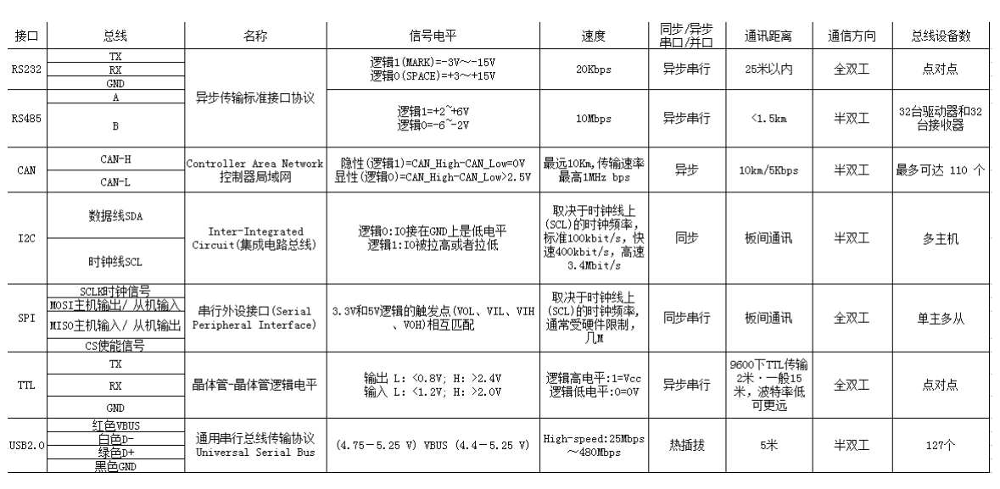 接口 总线 名称 信号电平 速度 同步/异步 串口/并口 通讯距离 通信方向 总线设备数
RS232
TX
RX
GND
异步传输标准接口协议
逻辑1(MARK)=-3V～-15V
逻辑0(SPACE)=+3～+15V
20Kbps
异步串行
25米以内
全双工
点对点
RS485
A
B
逻辑1=+2~+6V
逻辑0=-6~-2V
10Mbps
异步串行
<1.5km
半双工
32台驱动器和32
台接收器
CAN
CAN-H
CAN-L
Controller Area Network
控制器局域网
隐性(逻辑1)=CAN_High-CAN_Low=0V
显性(逻辑0)=CAN_High-CAN_Low>2.5V
最远10Km,传输速率
最高1MHz bps
异步
10km/5Kbps
半双工
最多可达 110 个
I2C
数据线SDA
时钟线SCL
Inter-Integrated
Circuit(集成电路总线)
逻辑0:IO接在GND上是低电平
逻辑1:IO被拉高或者拉低
取决于时钟线上
(SCL)的时钟频率,
标准100kbit/s，快
速400kbit/s，高速
3.4Mbit/s
同步
板间通讯
半双工
多主机
SPI
SCLK时钟信号
MOSI主机输出/ 从机输入
MISO主机输入/ 从机输出
CS使能信号
串行外设接口(Serial
Peripheral Interface)
3.3V和5V逻辑的触发点(VOL、VIL、VIH
、VOH)相互匹配
取决于时钟线上
(SCL)的时钟频率,
通常受硬件限制，
几M
同步串行
板间通讯
全双工
单主多从
TTL
TX
RX
GND
晶体管-晶体管逻辑电平
输出 L: <0.8V; H: >2.4V
输入 L: <1.2V; H: >2.0V
逻辑高电平:1=Vcc
逻辑低电平:0=0V
异步串行
9600下TTL传输
2米·一般15
米，波特率低
可更远
全双工
点对点
USB2.0
红色VBUS
白色D-
绿色D+
黑色GND
通用串行总线传输协议
Universal Serial Bus
(4.75－5.25 V) VBUS (4.4－5.25 V)
High-speed:25Mbps
～480Mbps
热插拔
5米
半双工
127个